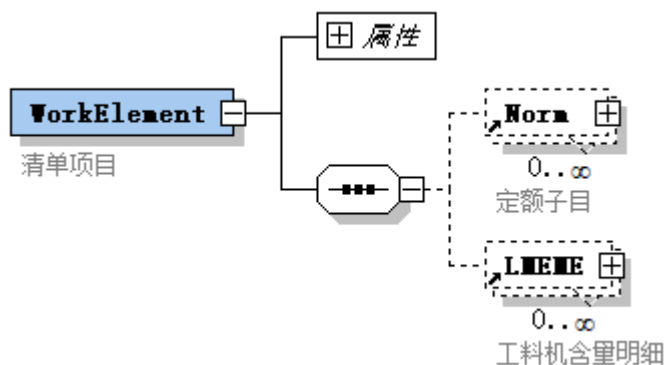 属性
WorkElement
清单项目
Norm
0..∞
定额子目
LMEME
0..∞
工料机含量明细